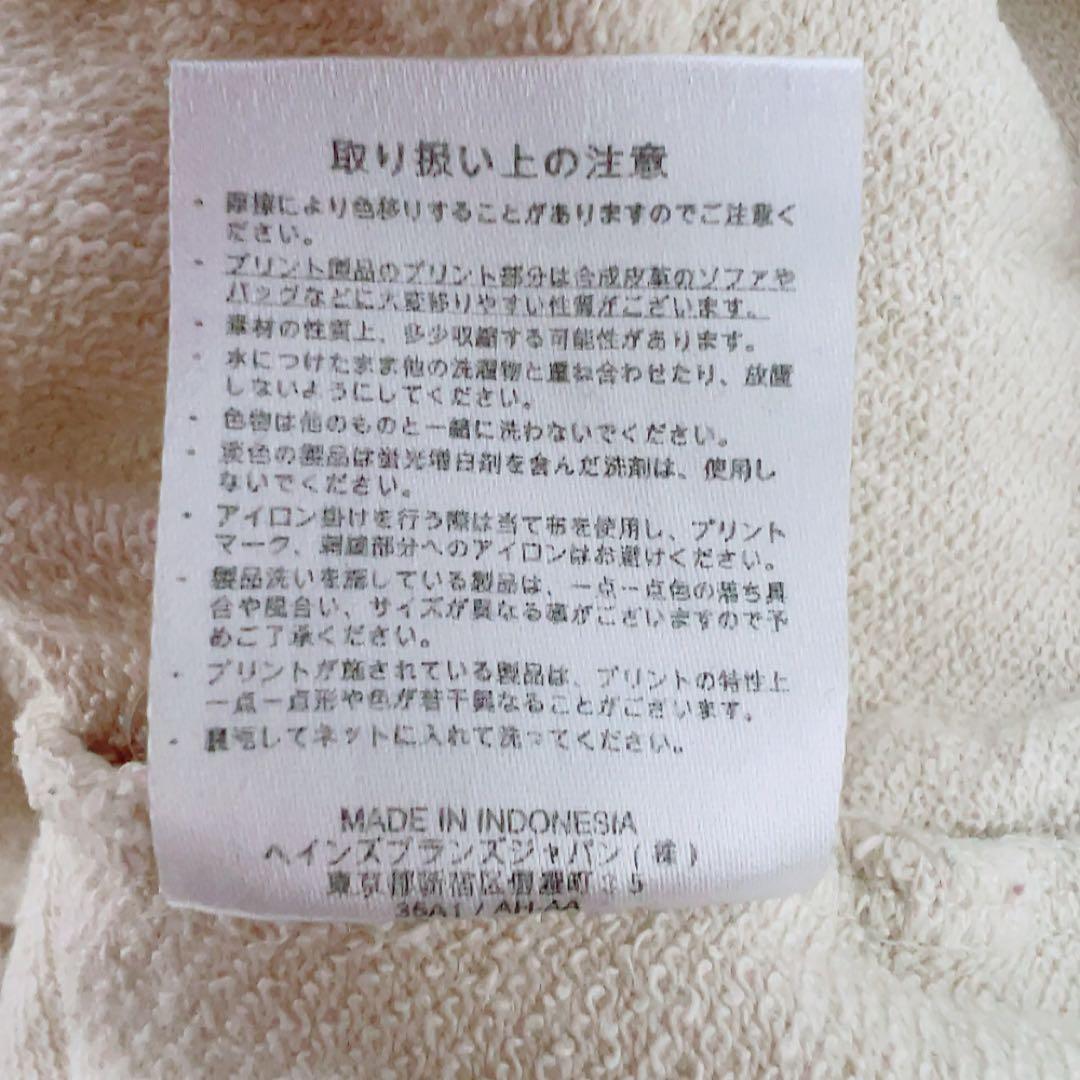 取り扱い上の注意
・摩擦により色移りすることがありますのでご注意く
ださい。
・プリント製品のプリント部分は合成皮革のソファや
バッグなどに大変移りやすい性質がございます。
・素材の性質上、多少収縮する可能性があります。
・水につけたまま他の洗濯物と重ね合わせたり、放置
しないようにしてください。
・色物は他のものと一緒に洗わないでください。
・淡色の製品は蛍光増白剤を含んだ洗剤は、使用し
ないでください。
・アイロン掛けを行う際は当て布を使用し、プリント
マーク、刺繍部分へのアイロンはお避けください。
・製品洗いを施している製品は、一点一点色の落ち具
合や風合い、サイズが異なる事がございますので予
めご了承ください。
・プリントが施されている製品は、プリントの特性上
一点一点形や色が若干異なることがございます。
・裏返してネットに入れて洗ってください。
MADE IN INDONESIA
ヘインズブランズジャパン(株)
東京都新宿区信濃町35
35A1 / AH-AA